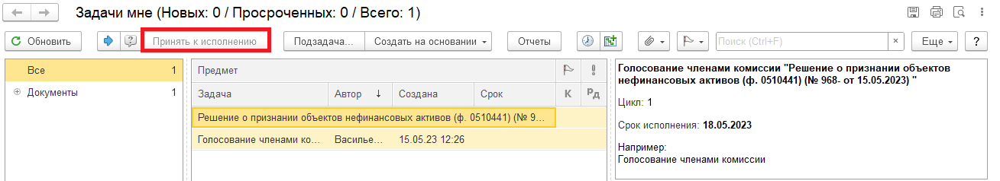 Задачи мне (Новых: 0 / Просроченных: 0 / Всего: 1)
Обновить Принять к исполнению Подзадача... Создать на основании Отчеты Поиск (Ctrl+F) × Еще ?
Все 1
Документы 1
Предмет
Задача Автор ↓ Создана Срок К Рд
Решение о признании объектов нефинансовых активов (ф. 0510441) (№ 9...
Голосование членами ко... Василье... 15.05.23 12:26
Голосование членами комиссии "Решение о признании объектов
нефинансовых активов (ф. 0510441) (№ 968- от 15.05.2023) "
Цикл: 1
Срок исполнения: 18.05.2023
Например:
Голосование членами комиссии